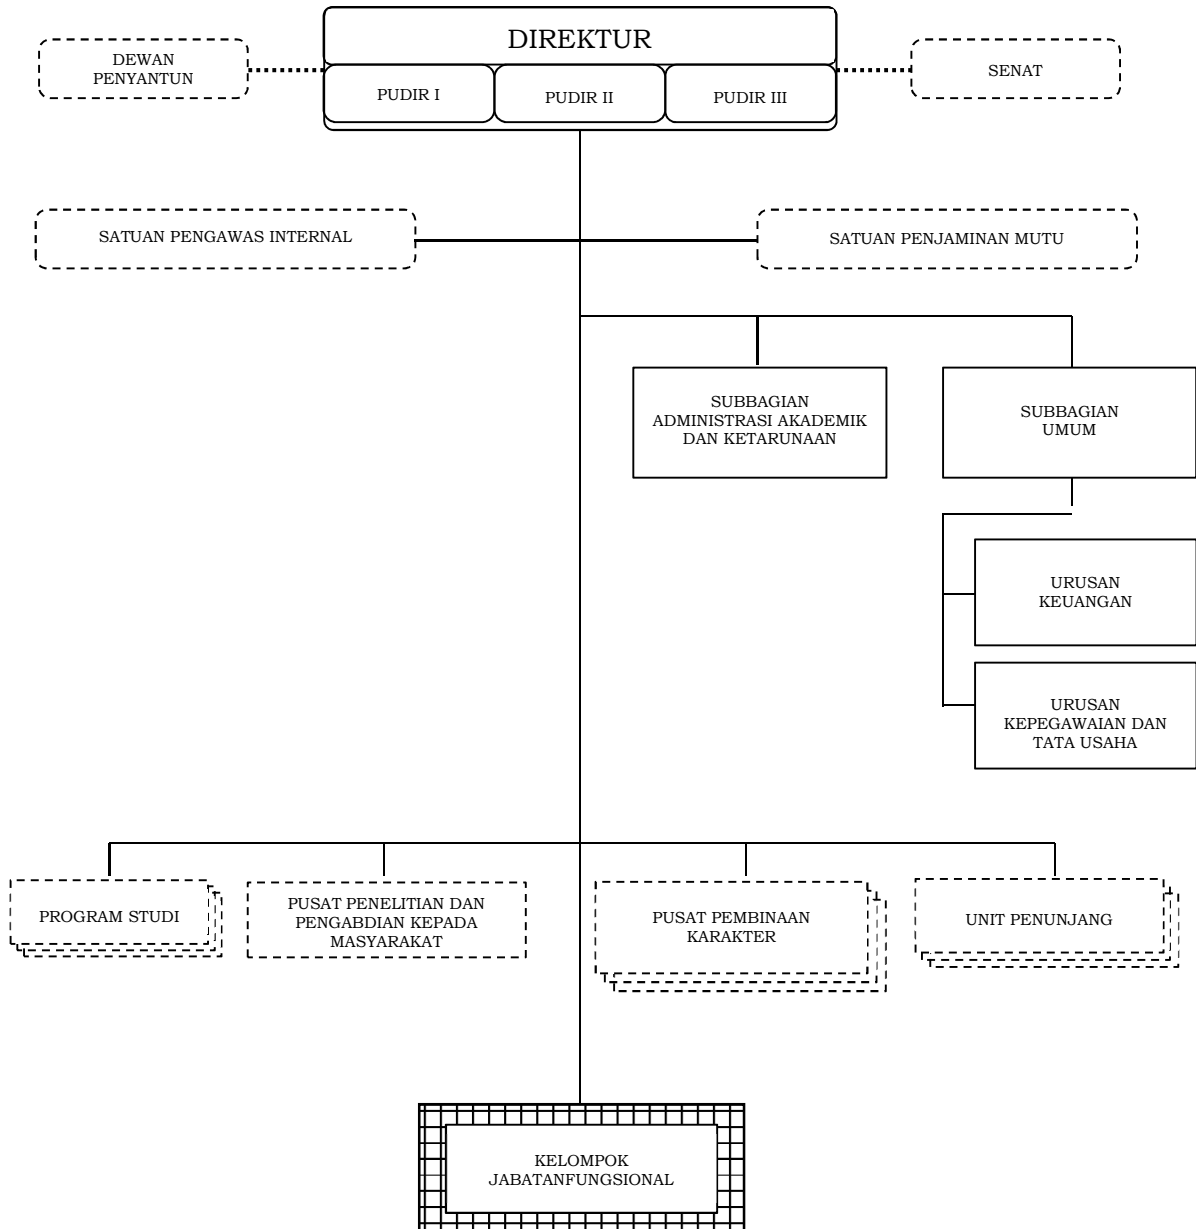 DIREKTUR
DEWAN
PENYANTUN
SENAT
PUDIR I
PUDIR II
PUDIR III
SATUAN PENGAWAS INTERNAL
SATUAN PENJAMINAN MUTU
SUBBAGIAN
ADMINISTRASI AKADEMIK
DAN KETARUNAAN
SUBBAGIAN
UMUM
URUSAN
KEUANGAN
URUSAN
KEPEGAWAIAN DAN
TATA USAHA
PROGRAM STUDI
PUSAT PENELITIAN DAN
PENGABDIAN KEPADA
MASYARAKAT
PUSAT PEMBINAAN
KARAKTER
UNIT PENUNJANG
KELOMPOK
JABATANFUNGSIONAL